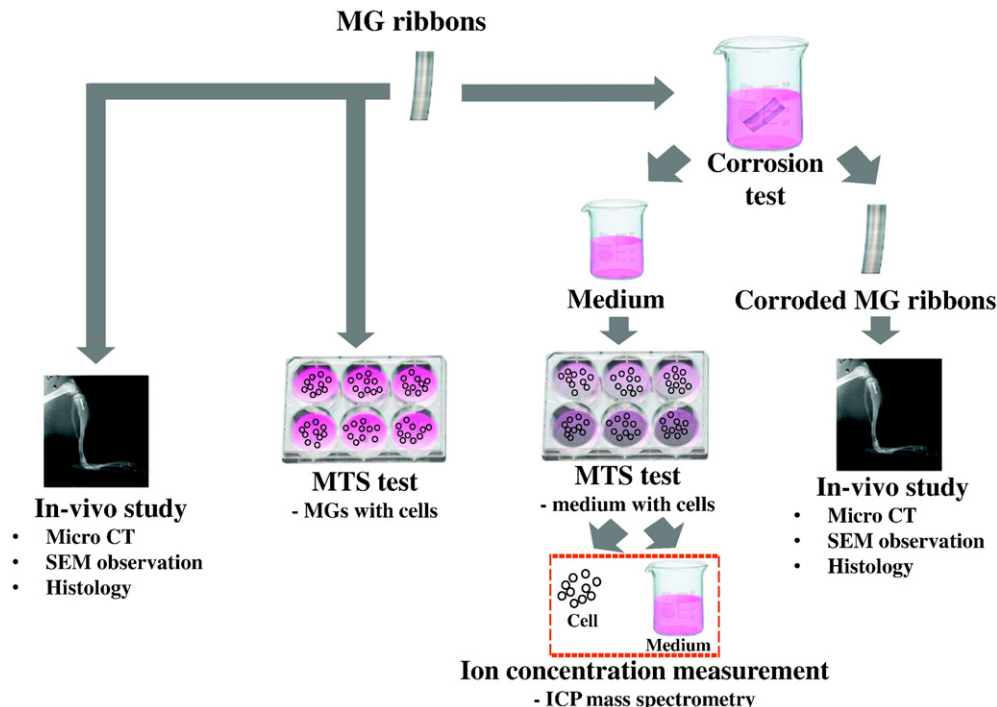 MG ribbons
Corrosion
test
Medium
Corroded MG ribbons
In-vivo study
• Micro CT
• SEM observation
• Histology
MTS test
- MGs with cells
MTS test
- medium with cells
In-vivo study
• Micro CT
• SEM observation
• Histology
Cell
Medium
Ion concentration measurement
- ICP mass spectrometry